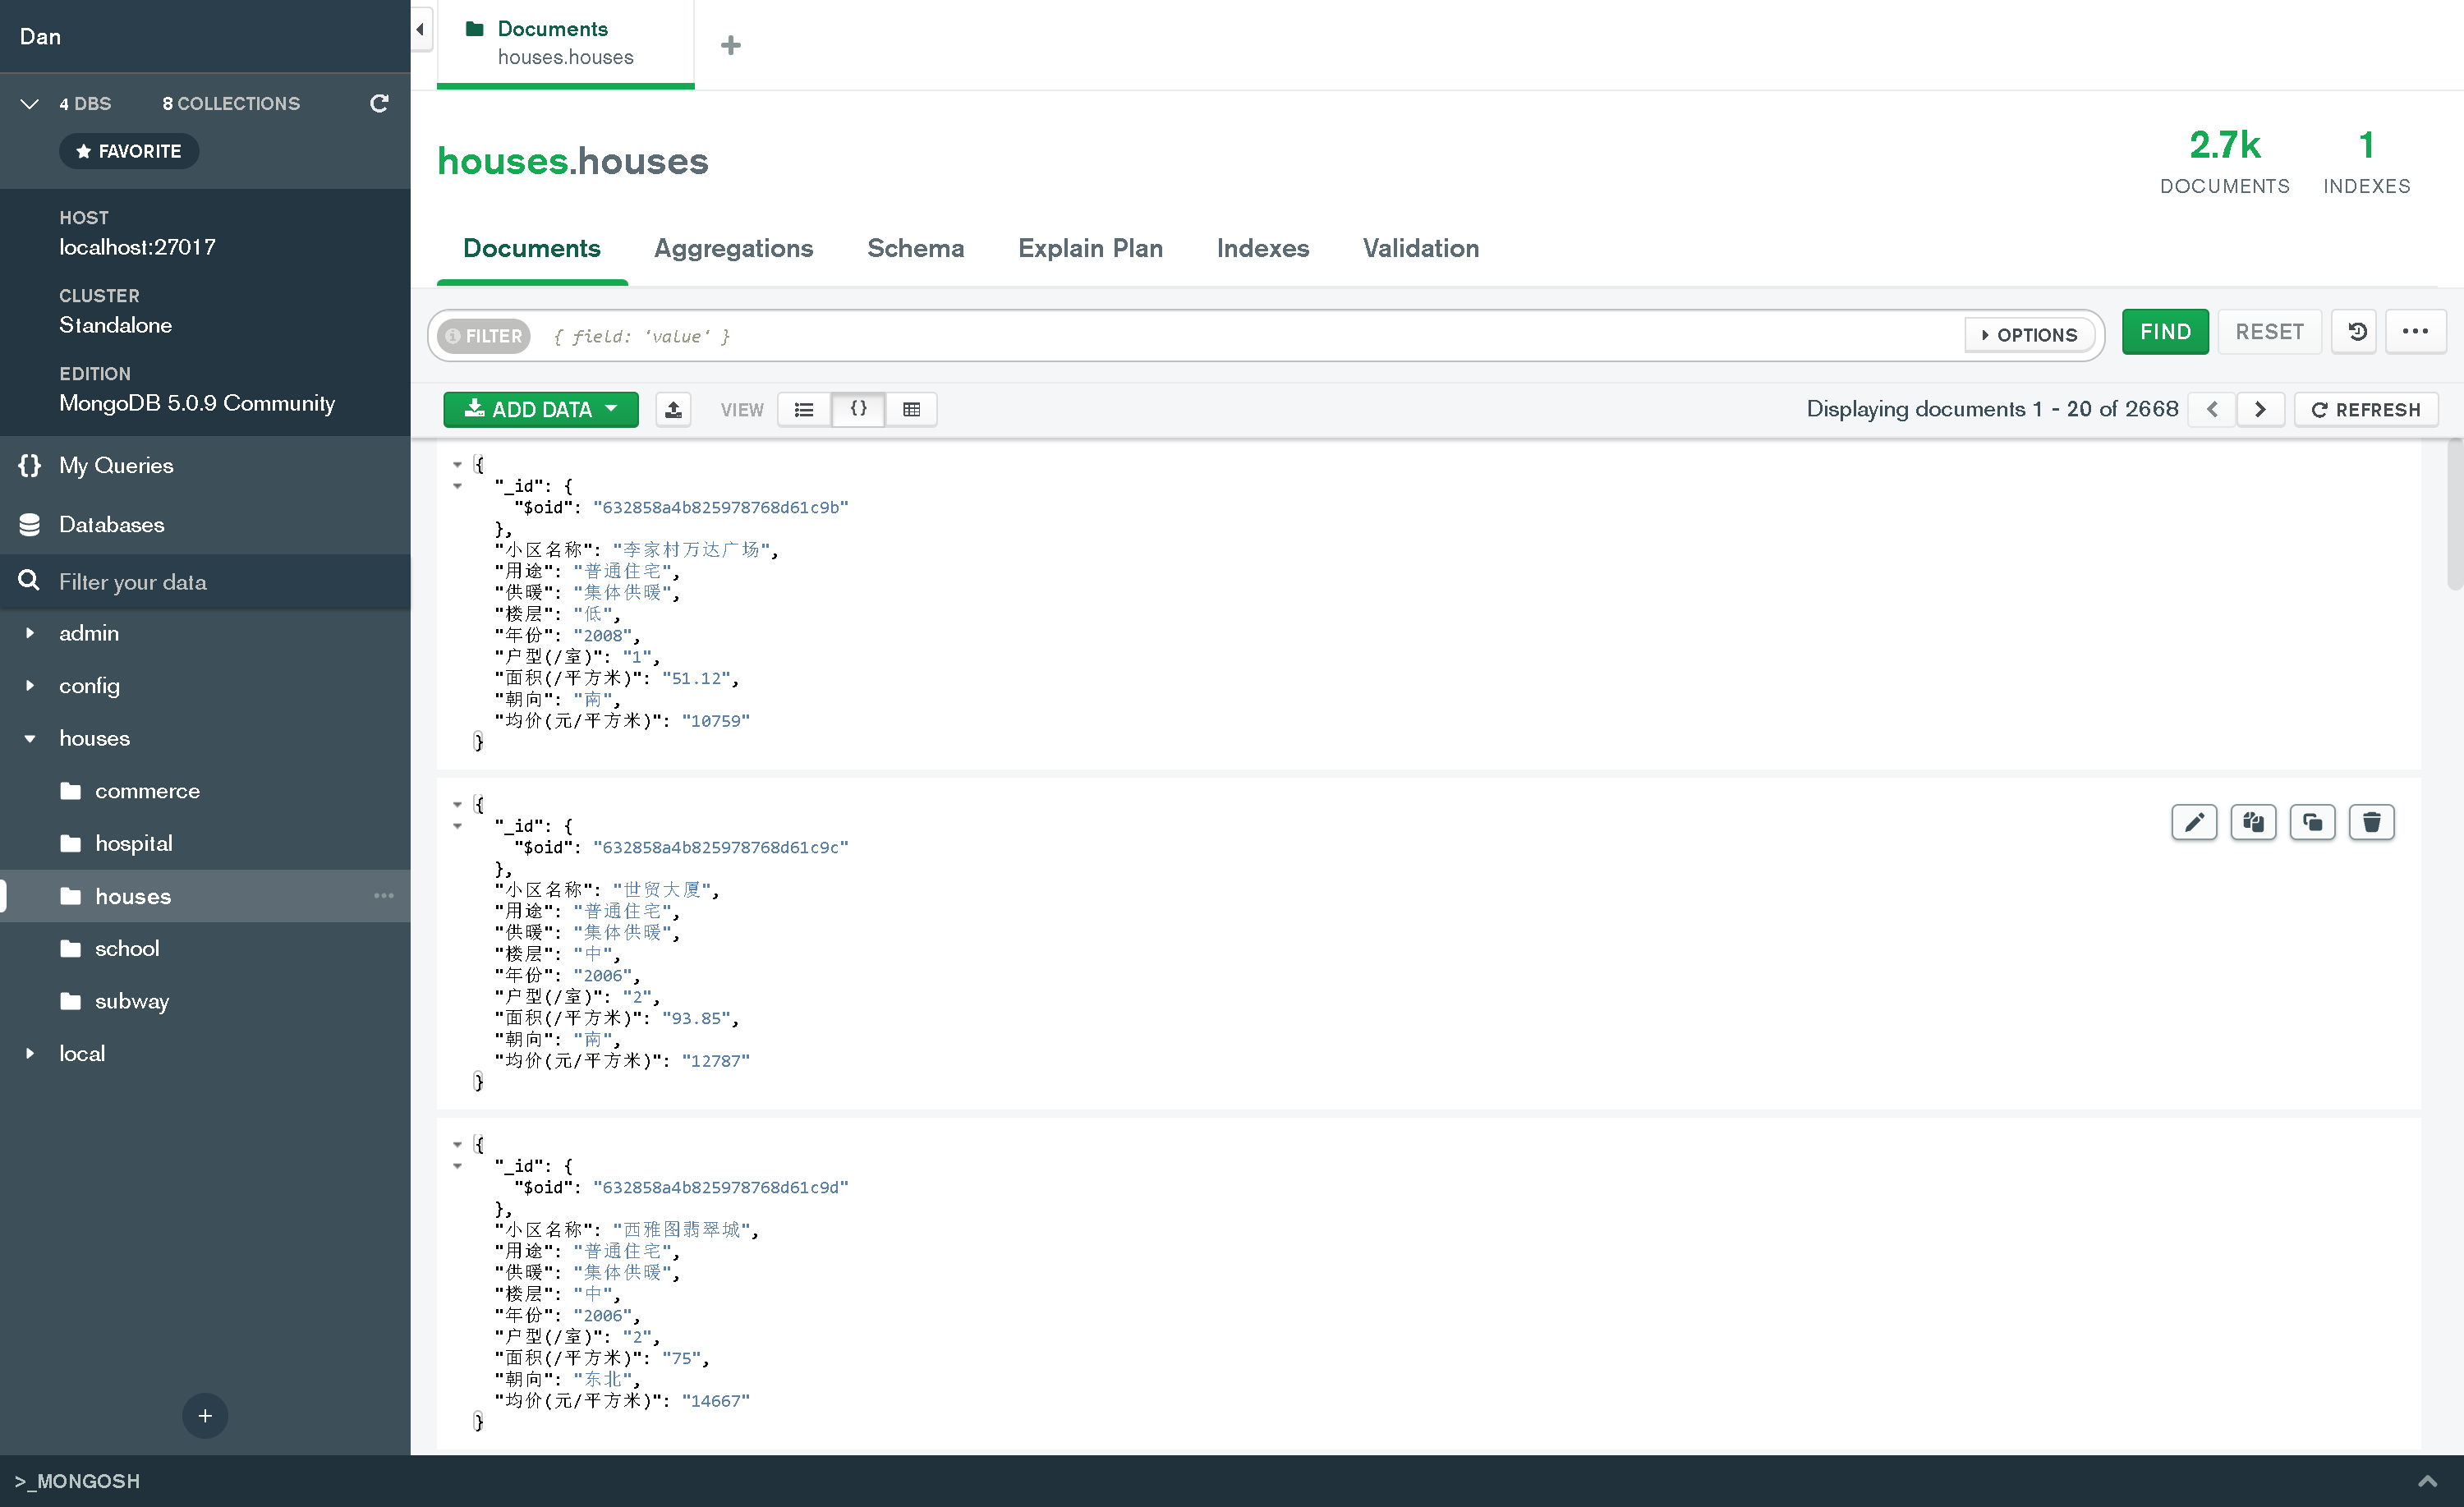 Dan
4 DBS 8 COLLECTIONS
FAVORITE
HOST
localhost:27017
CLUSTER
Standalone
EDITION
MongoDB 5.0.9 Community
My Queries
Databases
Filter your data
admin
config
houses
commerce
hospital
houses
school
subway
local
>_MONGOSH
Documents
houses.houses
houses.houses
2.7k
DOCUMENTS
1
INDEXES
Documents Aggregations Schema Explain Plan Indexes Validation
FILTER { field: 'value' } OPTIONS FIND RESET
ADD DATA VIEW {} Displaying documents 1 - 20 of 2668 REFRESH
{
"_id": {
"$oid": "632858a4b825978768d61c9b"
},
"小区名称": "李家村万达广场",
"用途": "普通住宅",
"供暖": "集体供暖",
"楼层": "低",
"年份": "2008",
"户型(/室)": "1",
"面积(/平方米)": "51.12",
"朝向": "南",
"均价(元/平方米)": "10759"
}
{
"_id": {
"$oid": "632858a4b825978768d61c9c"
},
"小区名称": "世贸大厦",
"用途": "普通住宅",
"供暖": "集体供暖",
"楼层": "中",
"年份": "2006",
"户型(/室)": "2",
"面积(/平方米)": "93.85",
"朝向": "南",
"均价(元/平方米)": "12787"
}
{
"_id": {
"$oid": "632858a4b825978768d61c9d"
},
"小区名称": "西雅图翡翠城",
"用途": "普通住宅",
"供暖": "集体供暖",
"楼层": "中",
"年份": "2006",
"户型(/室)": "2",
"面积(/平方米)": "75",
"朝向": "东北",
"均价(元/平方米)": "14667"
}